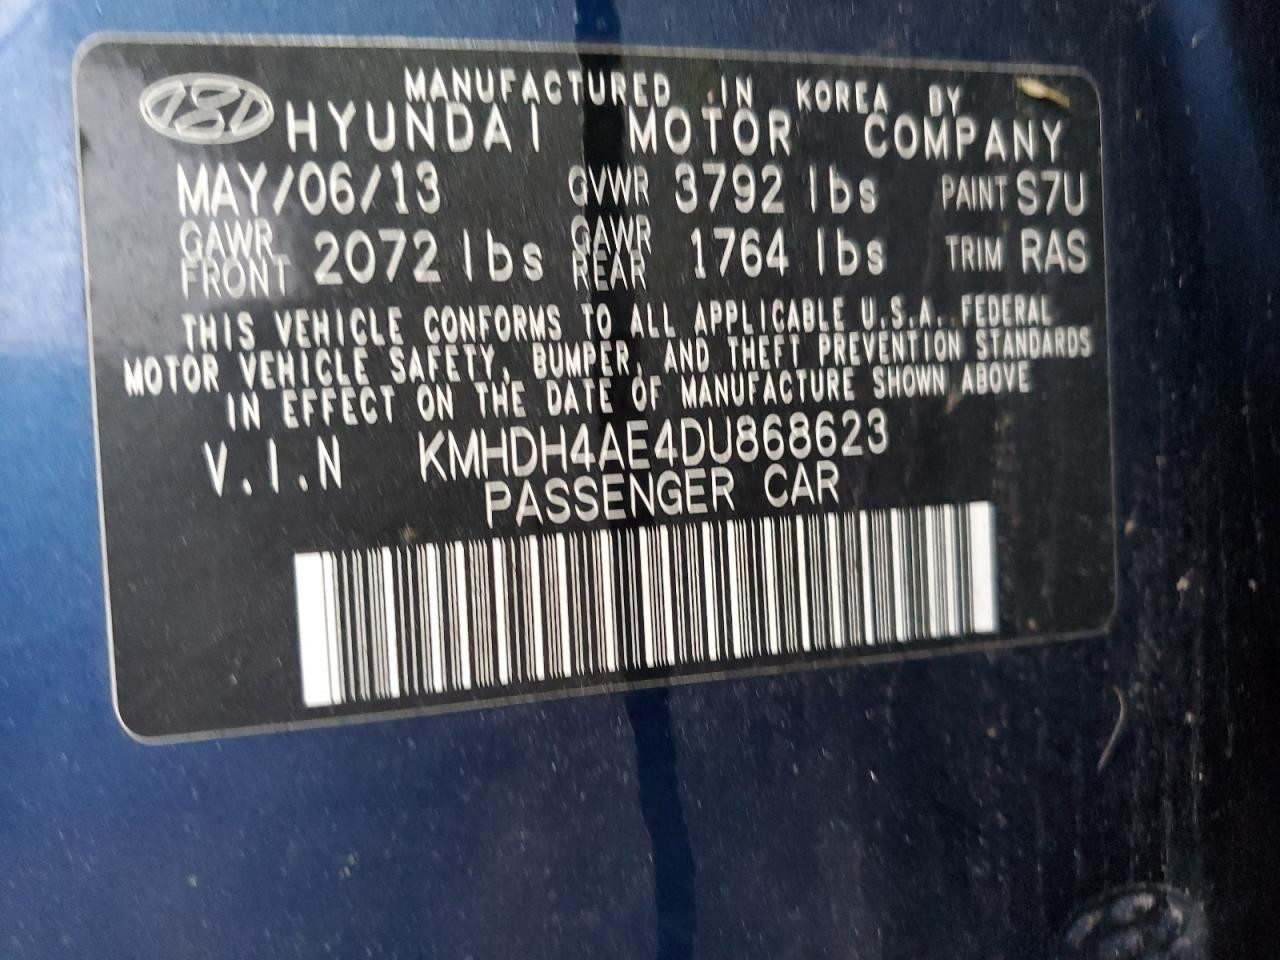 MANUFACTURED IN KOREA BY
HYUNDAI MOTOR COMPANY
MAY/06/13 GVWR 3792 lbs PAINT S7U
GAWR FRONT 2072 lbs GAWR REAR 1764 lbs TRIM RAS
THIS VEHICLE CONFORMS TO ALL APPLICABLE U.S.A. FEDERAL
MOTOR VEHICLE SAFETY, BUMPER, AND THEFT PREVENTION STANDARDS
IN EFFECT ON THE DATE OF MANUFACTURE SHOWN ABOVE
V.I.N KMHDH4AE4DU868623
PASSENGER CAR